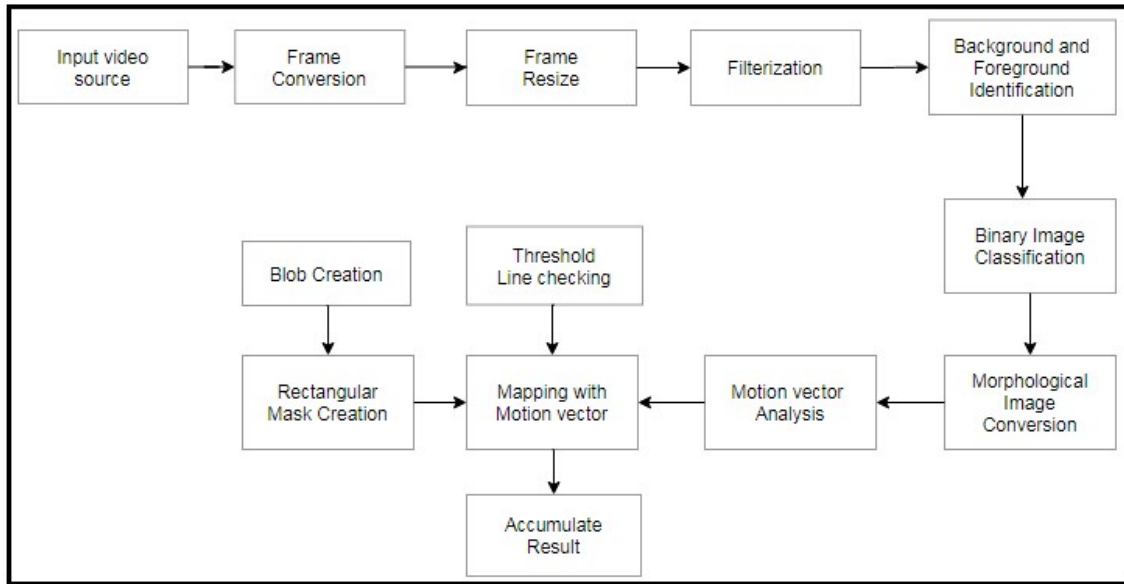 Input video
source
Frame
Conversion
Frame
Resize
Filterization
Background and
Foreground
Identification
Binary Image
Classification
Blob Creation
Threshold
Line checking
Rectangular
Mask Creation
Mapping with
Motion vector
Motion vector
Analysis
Morphological
Image
Conversion
Accumulate
Result